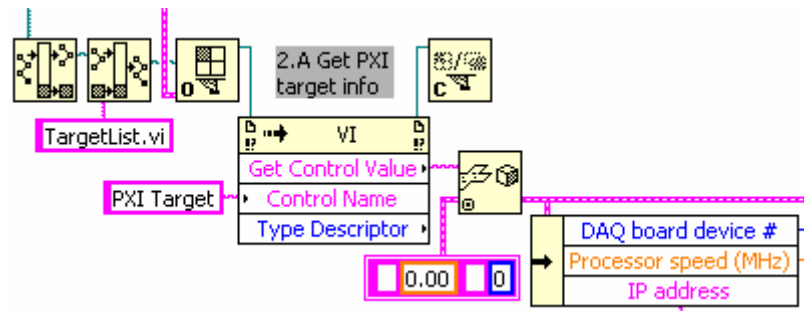 2.A Get PXI
target info
O
C
TargetList.vi
VI
Get Control Value
PXI Target
Control Name
Type Descriptor
0.00
0
DAQ board device #
Processor speed (MHz)
IP address